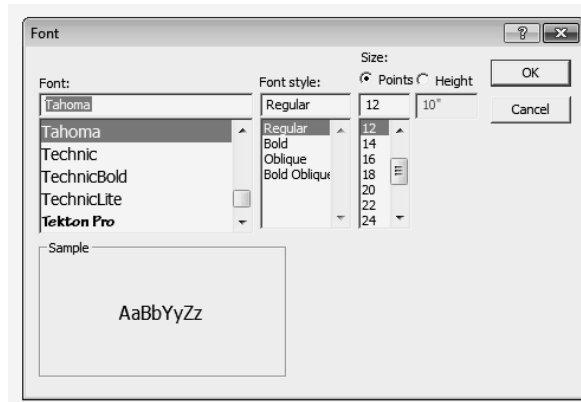 Font
Size:
Font:
Font style:
Points
Height
OK
Tahoma
Regular
12
10"
Cancel
Tahoma
Technic
TechnicBold
TechnicLite
Tekton Pro
Regular
Bold
Oblique
Bold Oblique
12
14
16
18
20
22
24
Sample
AaBbYyZz